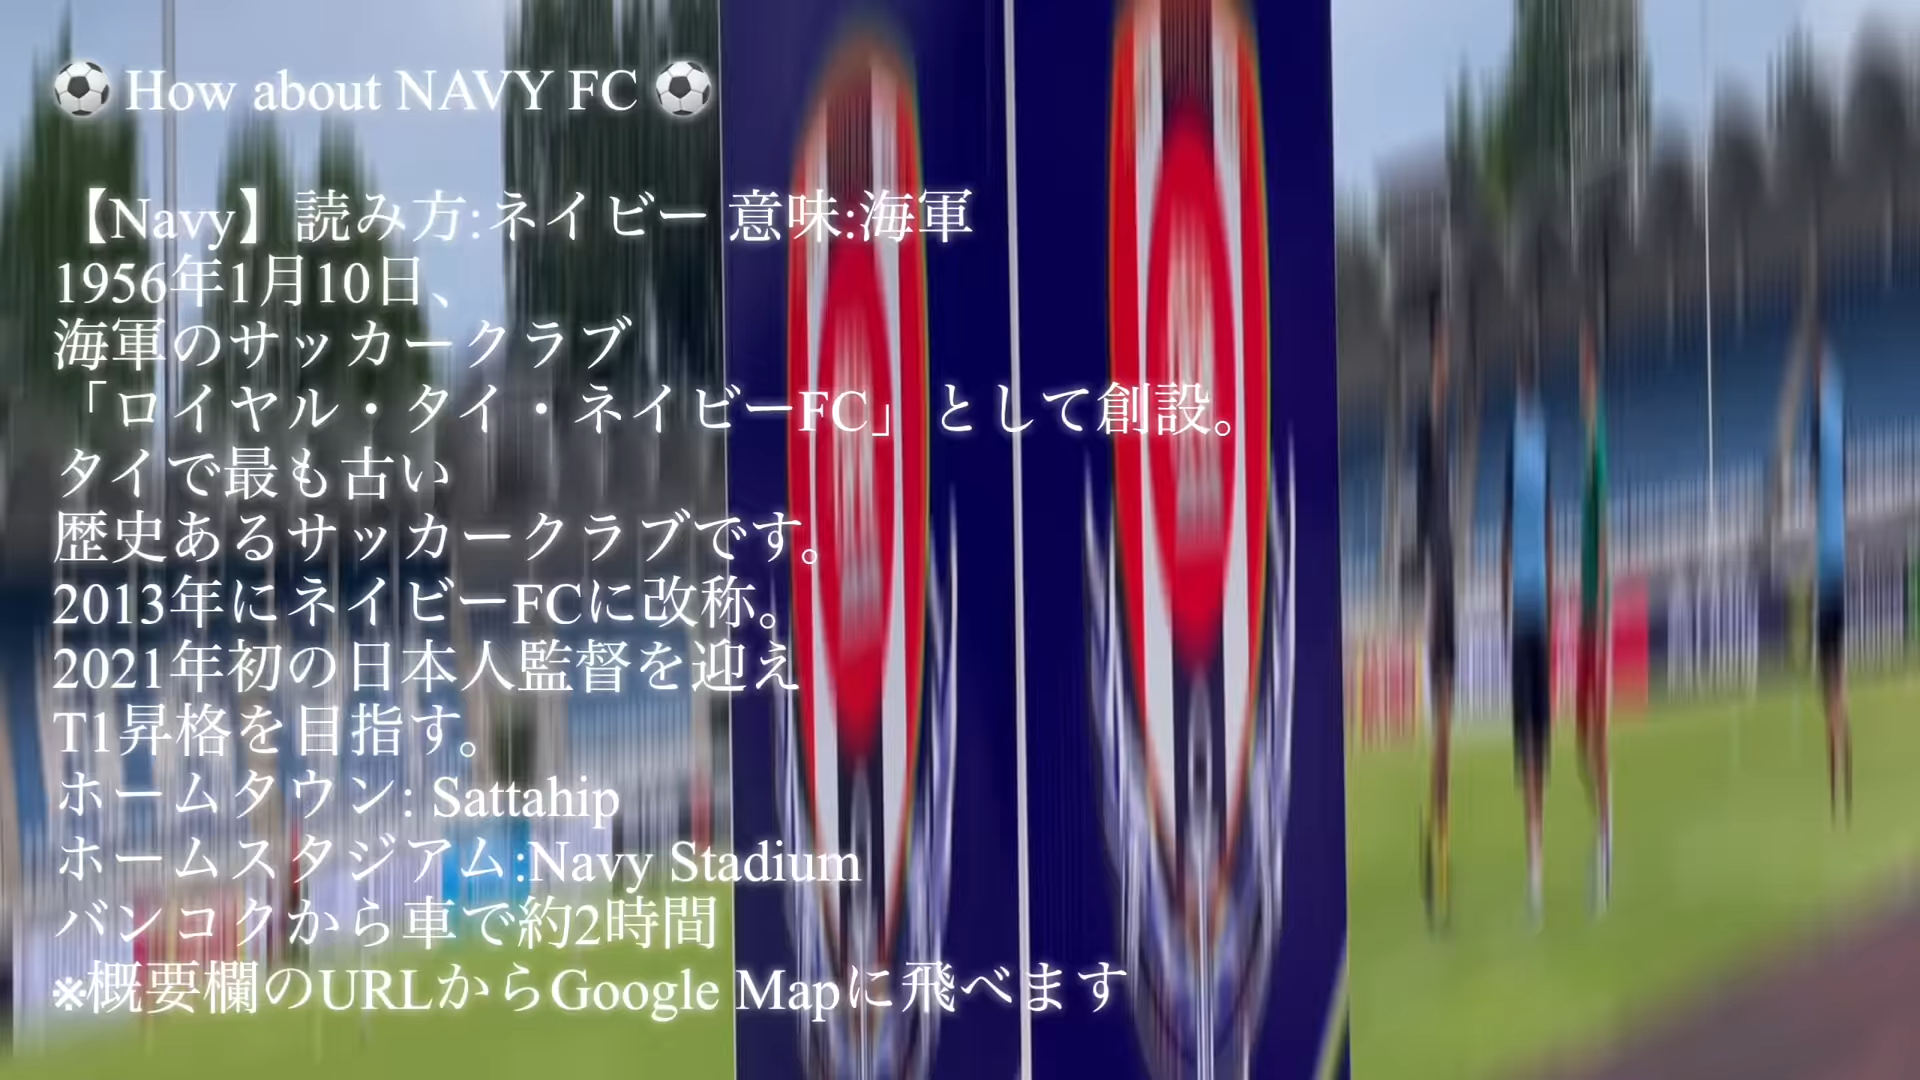 ⚽ How about NAVY FC ⚽
【Navy】読み方:ネイビー 意味:海軍
1956年1月10日、
海軍のサッカークラブ
「ロイヤル・タイ・ネイビーFC」として創設。
タイで最も古い
歴史あるサッカークラブです。
2013年にネイビーFCに改称。
2021年初の日本人監督を迎え
T1昇格を目指す。
ホームタウン: Sattahip
ホームスタジアム:Navy Stadium
バンコクから車で約2時間
※概要欄のURLからGoogle Mapに飛べます